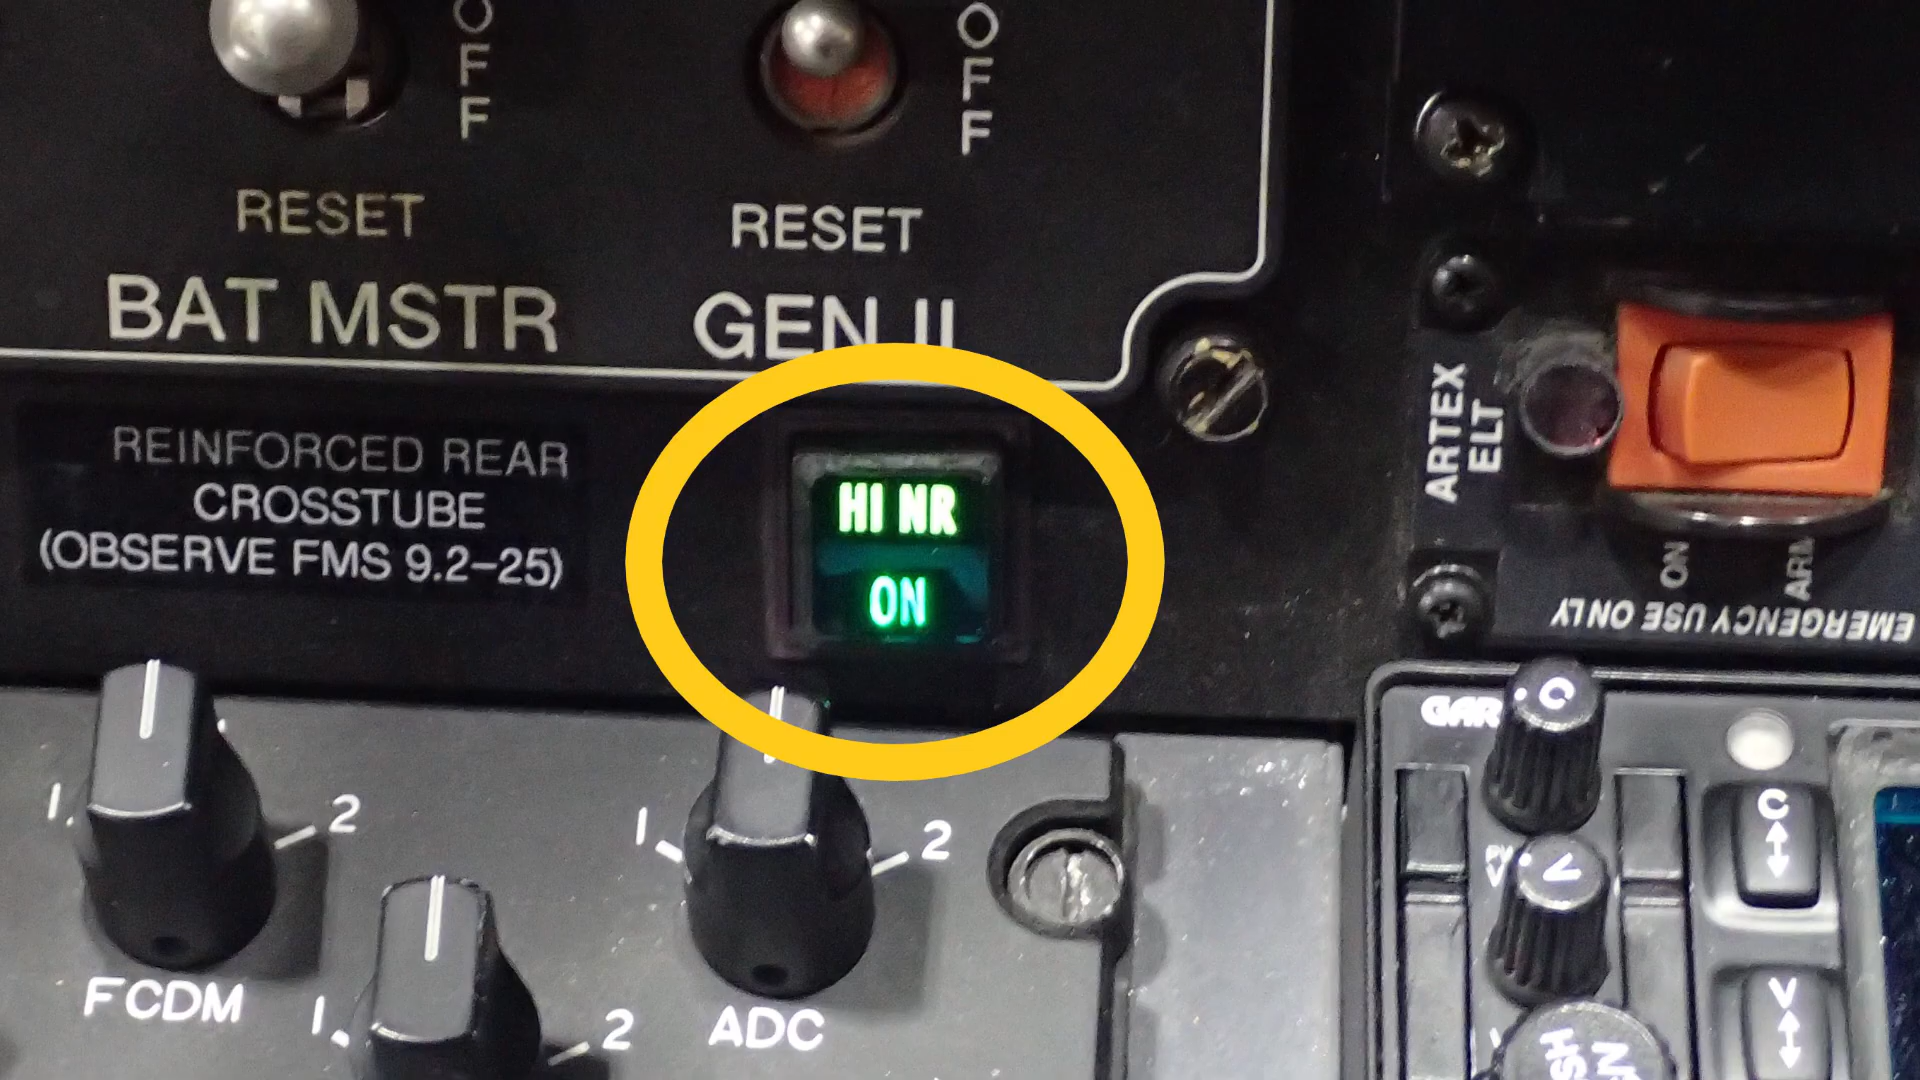 OFF
OFF
RESET
RESET
BAT MSTR
GEN II
REINFORCED REAR
CROSSTUBE
(OBSERVE FMS 9.2-25)
HI NR
ON
ARTEX
ELT
ON
ARM
EMERGENCY USE ONLY
1
2
FCDM
1
2
1
2
ADC
C
C
V
V